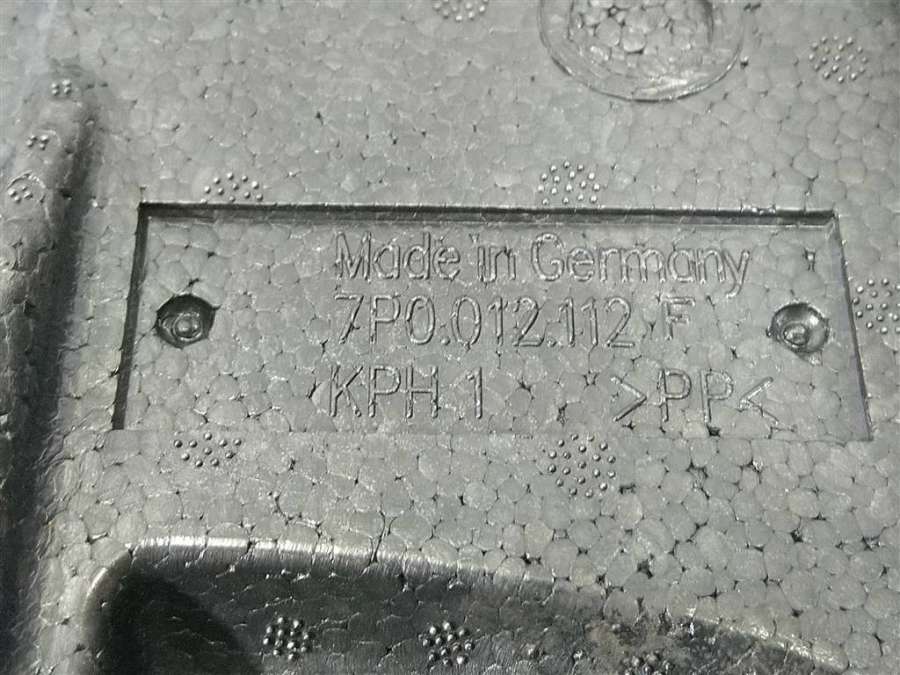 Made in Germany
7P0.012.112 F
KPH 1 >PP<